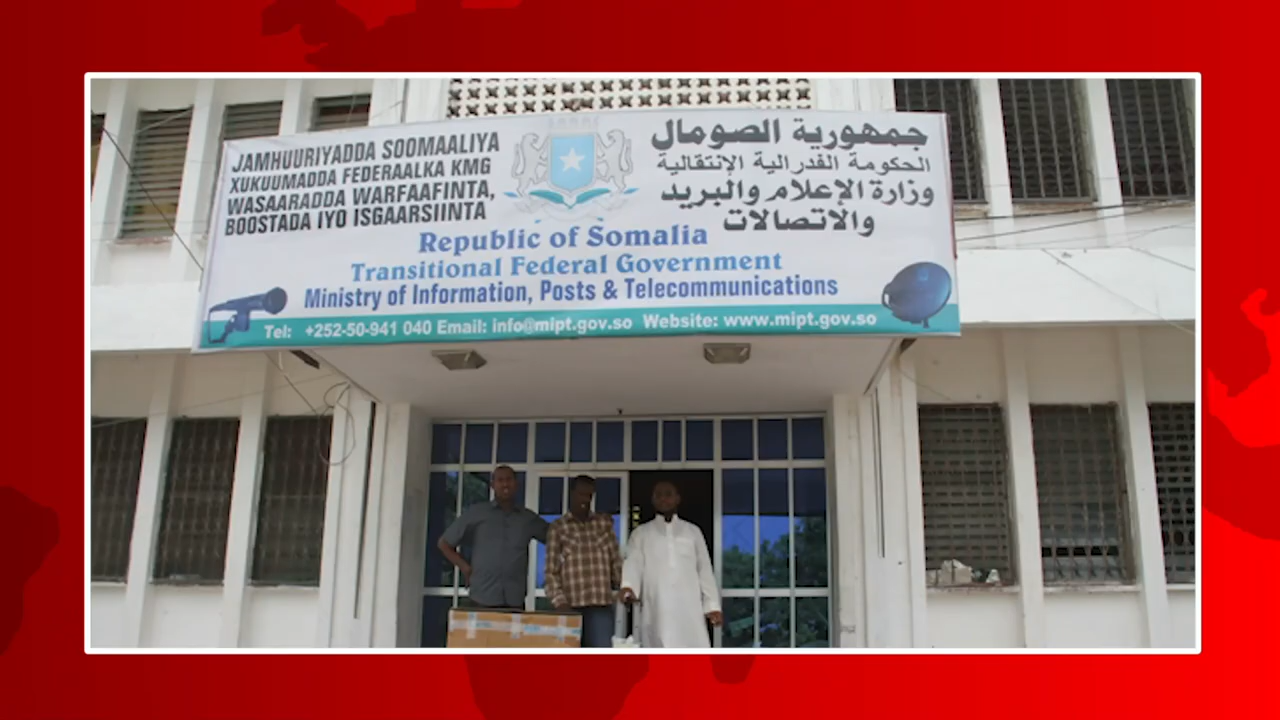 JAMHUURIYADDA SOOMAALIYA
XUKUUMADDA FEDERAALKA KMG
WASAARADDA WARFAAFINTA,
BOOSTADA IYO ISGAARSIINTA
جمهورية الصومال
الحكومة الفدرالية الإنتقالية
وزارة الإعلام والبريد
والاتصالات
Republic of Somalia
Transitional Federal Government
Ministry of Information, Posts & Telecommunications
Tel: +252-50-941 040 Email: info@mipt.gov.so Website: www.mipt.gov.so